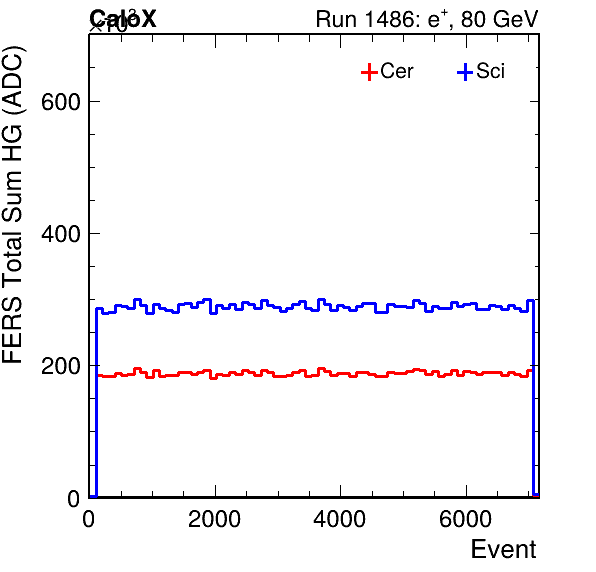 CaloX
×10³
Run 1486: e⁺, 80 GeV
Cer
Sci
FERS Total Sum HG (ADC)
600
400
200
0
0 2000 4000 6000
Event